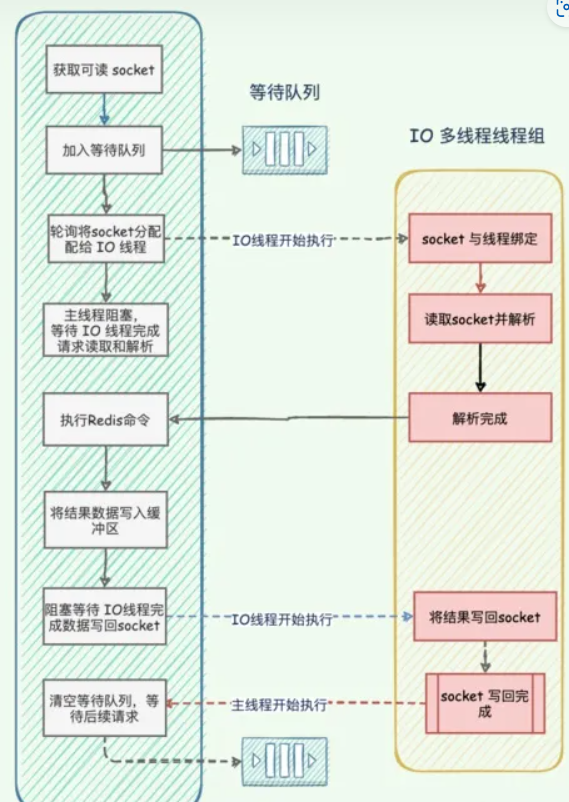 获取可读 socket
等待队列
加入等待队列
IO 多线程线程组
轮询将socket分配
配给 IO 线程
IO线程开始执行
socket 与线程绑定
主线程阻塞，
等待 IO 线程完成
请求读取和解析
读取socket并解析
执行Redis命令
解析完成
将结果数据写入缓
冲区
阻塞等待 IO线程完
成数据写回socket
IO线程开始执行
将结果写回socket
清空等待队列，等
待后续请求
主线程开始执行
socket 写回完
成